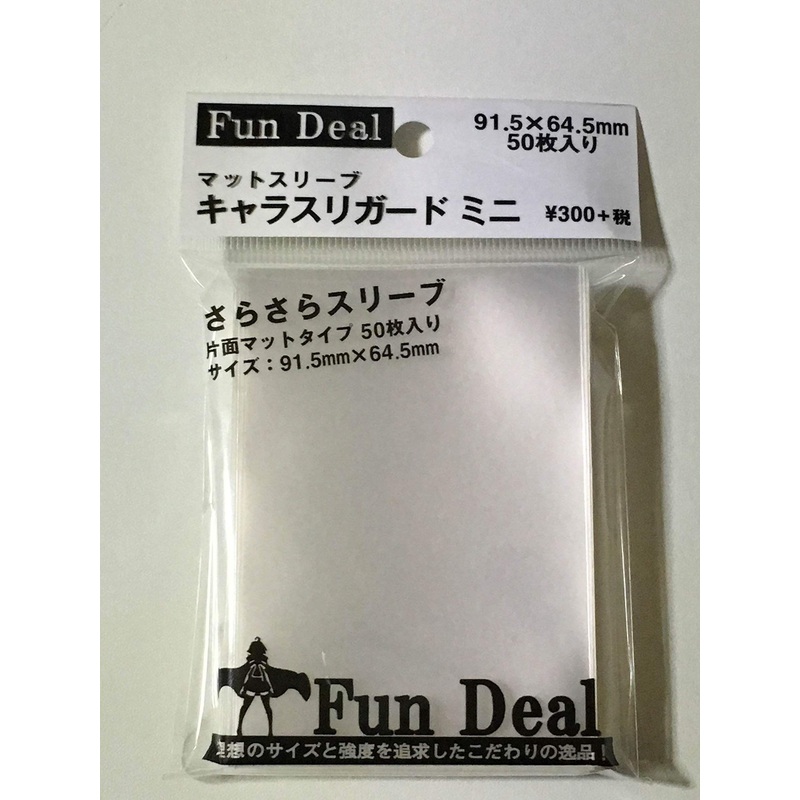 Fun Deal
91.5×64.5mm
50枚入り
マットスリーブ
キャラスリガード ミニ ¥300+税
さらさらスリーブ
片面マットタイプ 50枚入り
サイズ：91.5mm×64.5mm
Fun Deal
理想のサイズと強度を追求したこだわりの逸品！